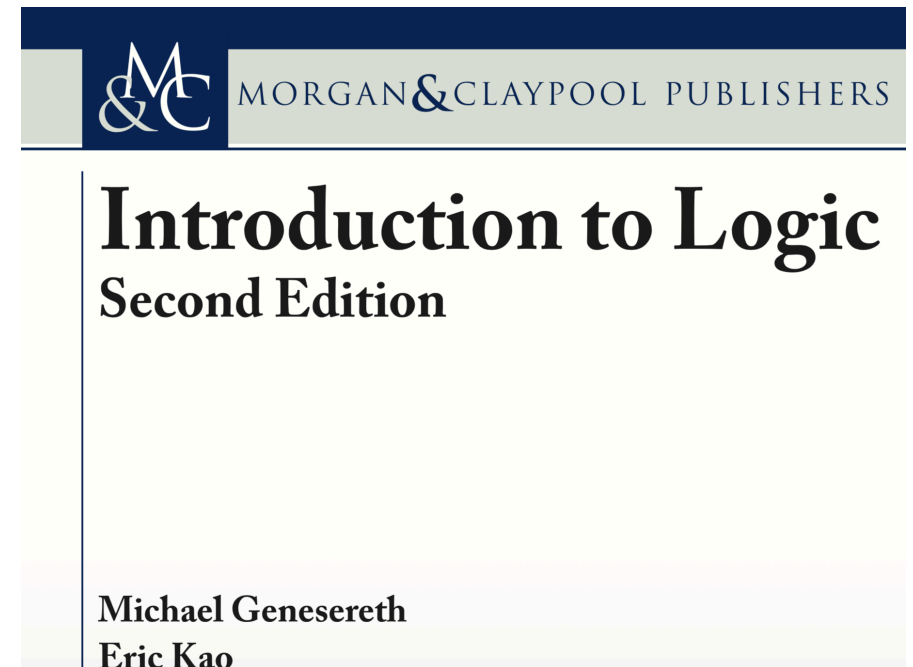 M&C MORGAN&CLAYPOOL PUBLISHERS
Introduction to Logic
Second Edition
Michael Genesereth
Eric Kao